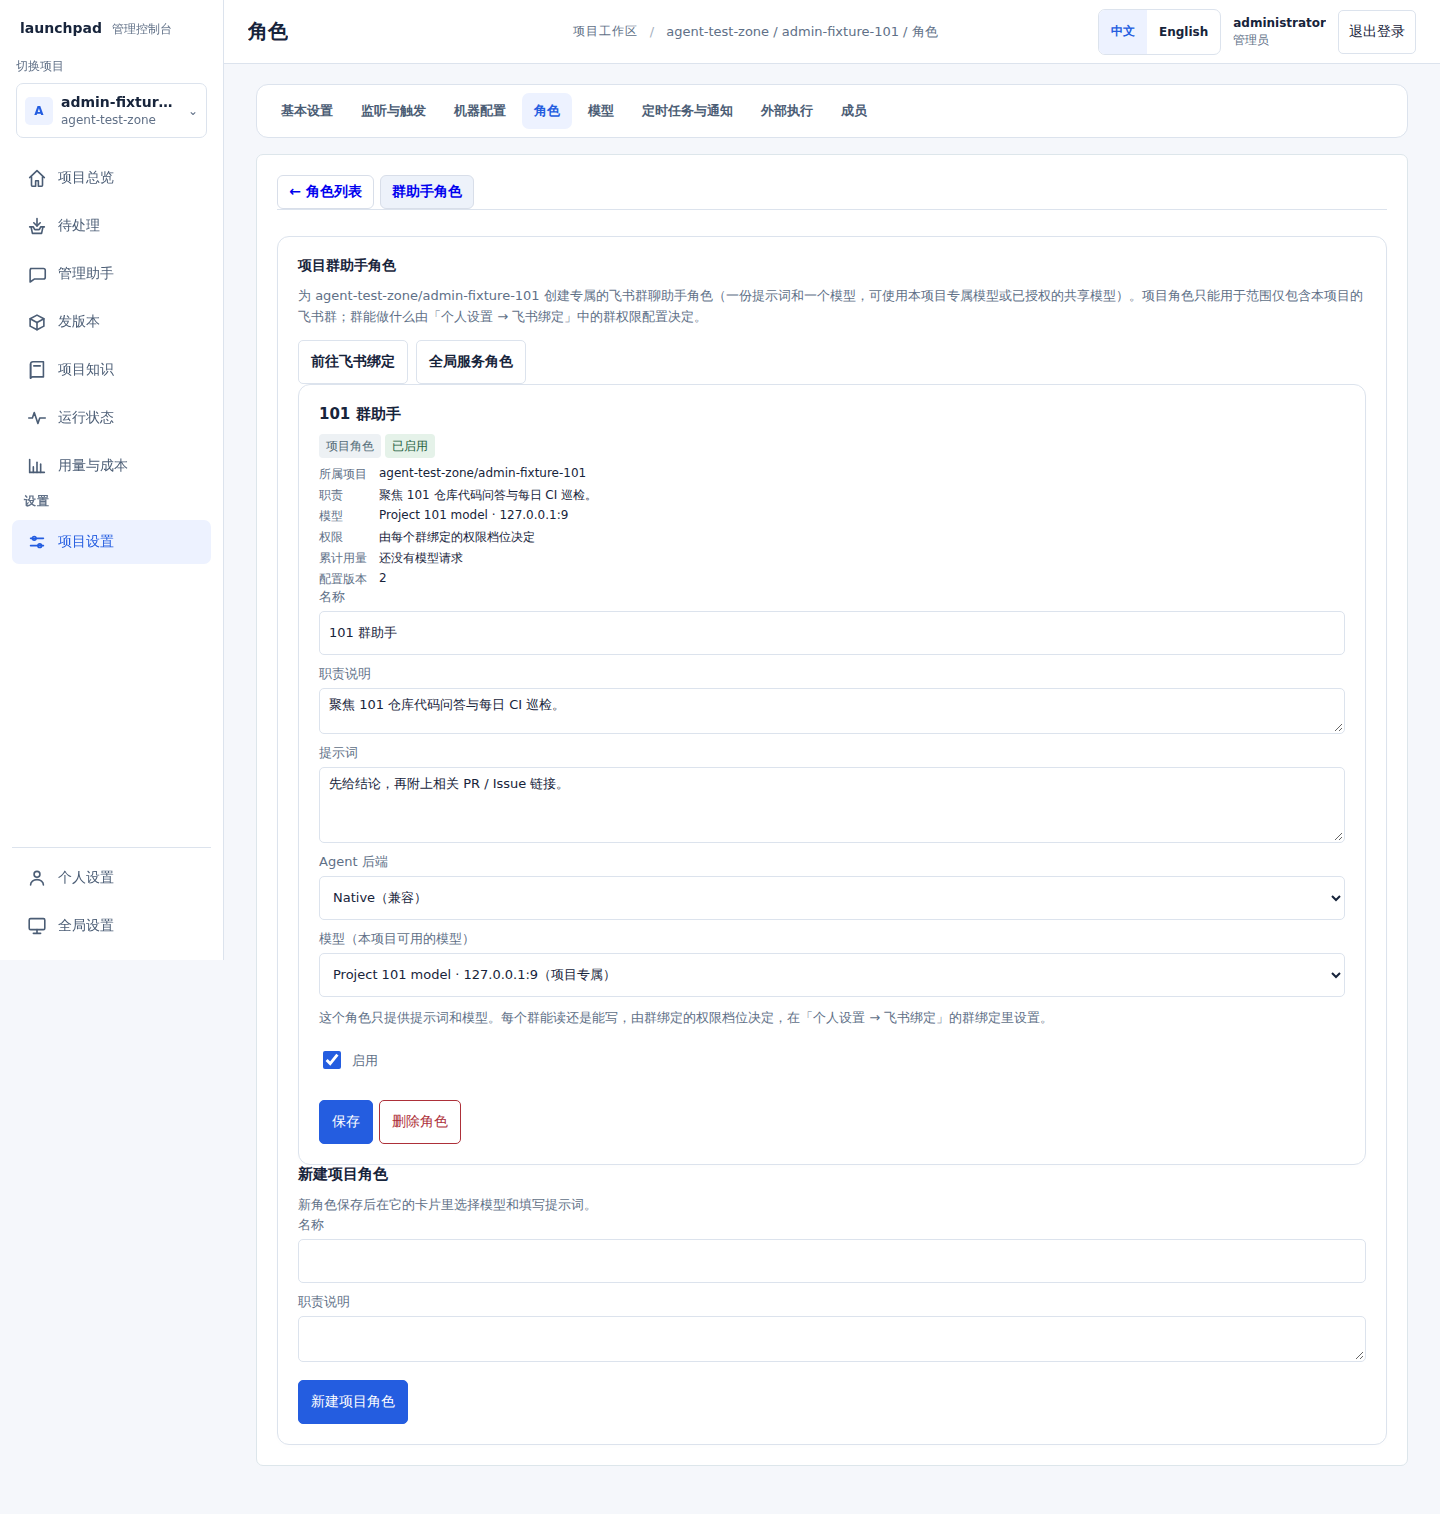 launchpad 管理控制台
切换项目
A
admin-fixtur...
agent-test-zone
项目总览
待处理
管理助手
发版本
项目知识
运行状态
用量与成本
设置
项目设置
个人设置
全局设置
角色
项目工作区 / agent-test-zone / admin-fixture-101 / 角色
中文 English
administrator
管理员
退出登录
基本设置 监听与触发 机器配置 角色 模型 定时任务与通知 外部执行 成员
← 角色列表 群助手角色
项目群助手角色
为 agent-test-zone/admin-fixture-101 创建专属的飞书群聊助手角色（一份提示词和一个模型，可使用本项目专属模型或已授权的共享模型）。项目角色只能用于范围仅包含本项目的
飞书群；群能做什么由「个人设置 → 飞书绑定」中的群权限配置决定。
前往飞书绑定 全局服务角色
101 群助手
项目角色 已启用
所属项目 agent-test-zone/admin-fixture-101
职责 聚焦 101 仓库代码问答与每日 CI 巡检。
模型 Project 101 model · 127.0.0.1:9
权限 由每个群绑定的权限档位决定
累计用量 还没有模型请求
配置版本 2
名称
101 群助手
职责说明
聚焦 101 仓库代码问答与每日 CI 巡检。
提示词
先给结论，再附上相关 PR / Issue 链接。
Agent 后端
Native（兼容）
模型（本项目可用的模型）
Project 101 model · 127.0.0.1:9（项目专属）
这个角色只提供提示词和模型。每个群能读还是能写，由群绑定的权限档位决定，在「个人设置 → 飞书绑定」的群绑定里设置。
启用
保存 删除角色
新建项目角色
新角色保存后在它的卡片里选择模型和填写提示词。
名称
职责说明
新建项目角色